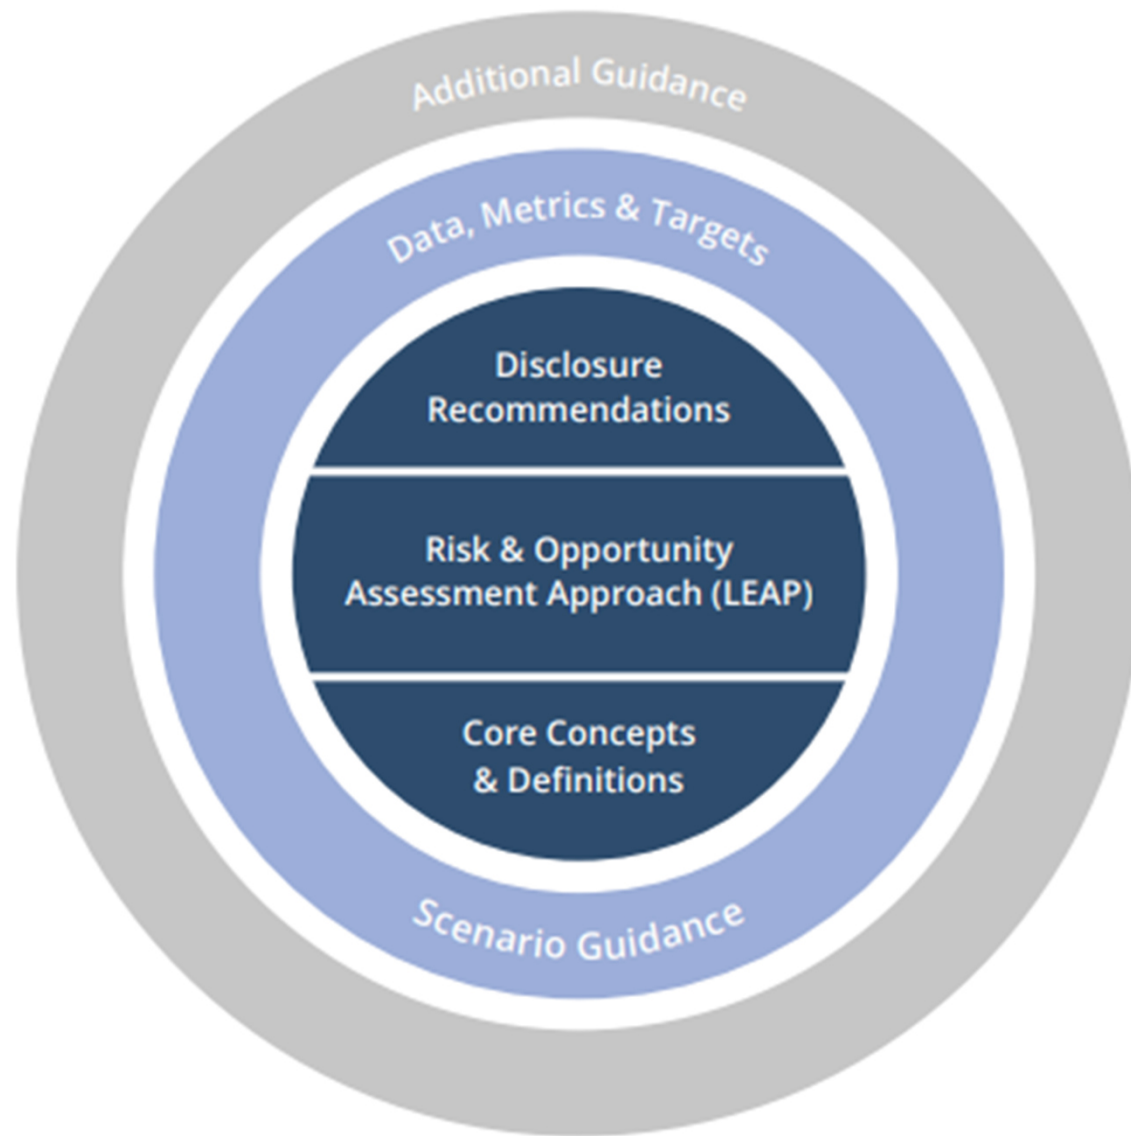 Additional Guidance
Data, Metrics & Targets
Disclosure
Recommendations
Risk & Opportunity
Assessment Approach (LEAP)
Core Concepts
& Definitions
Scenario Guidance